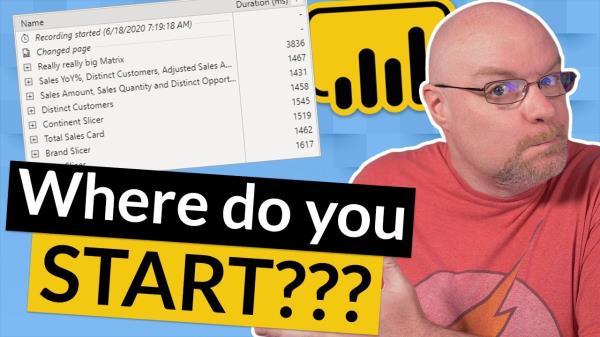 Name
Duration (ms)
Recording started (6/18/2020 7:19:18 AM)
-
Changed page
-
Really really big Matrix
3836
Sales YoY%, Distinct Customers, Adjusted Sales A...
1467
Sales Amount, Sales Quantity and Distinct Opport...
1431
Distinct Customers
1458
Continent Slicer
1545
Total Sales Card
1519
Brand Slicer
1462
Slicer
1617
Where do you
START???